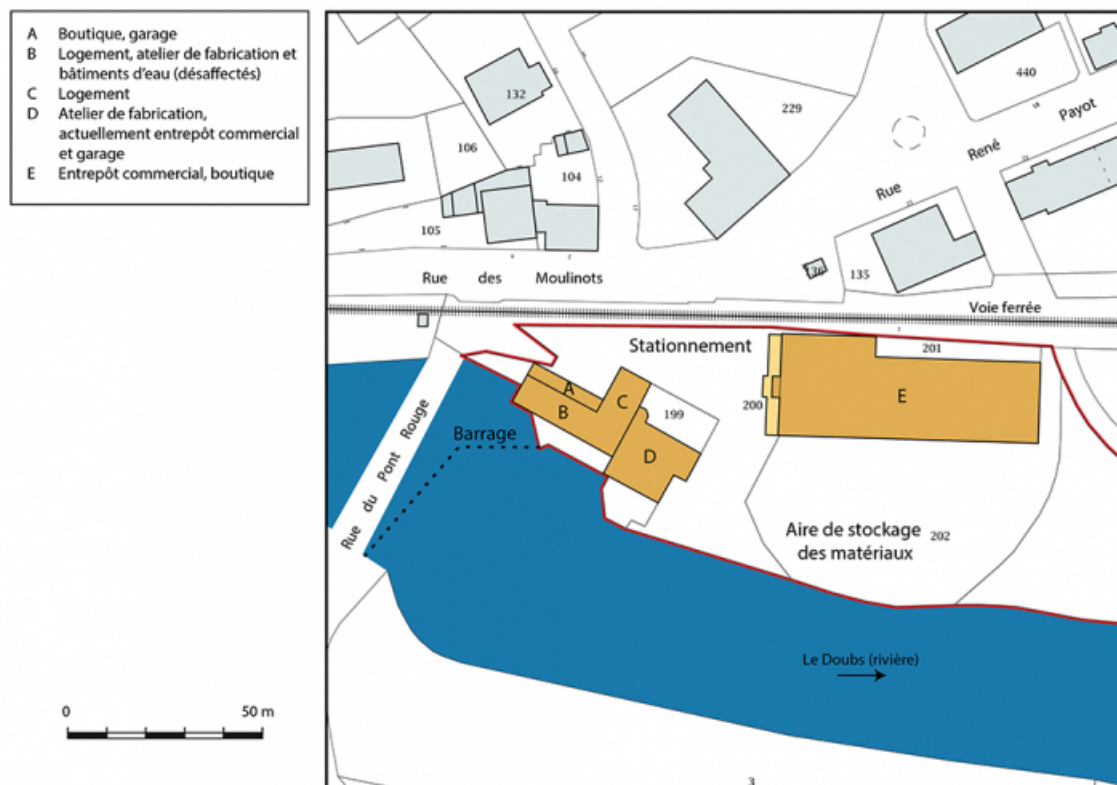 A Boutique, garage
B Logement, atelier de fabrication et
bâtiments d'eau (désaffectés)
C Logement
D Atelier de fabrication,
actuellement entrepôt commercial
et garage
E Entrepôt commercial, boutique
0 50 m
132
106
104
105
229
440
Payot
René
Rue
136
135
Rue des Moulinots
Voie ferrée
Stationnement
201
A
B
C
199
200
E
D
Barrage
Rue du Pont Rouge
Aire de stockage
des matériaux
202
Le Doubs (rivière)
3